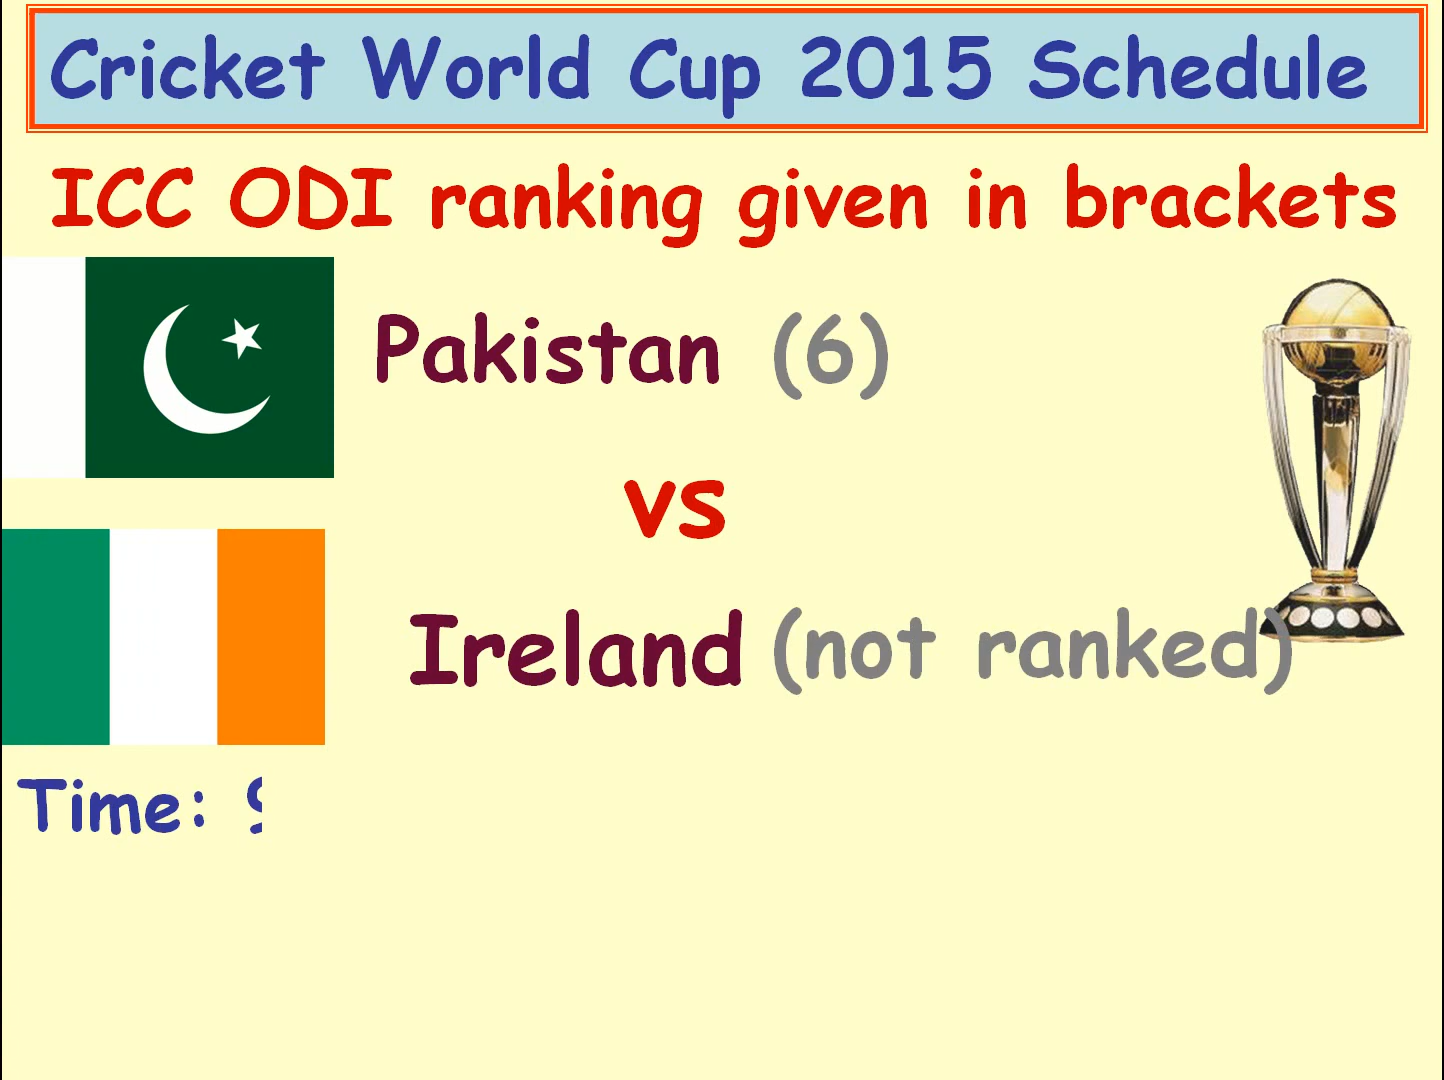 Cricket World Cup 2015 Schedule
ICC ODI ranking given in brackets
Pakistan (6)
vs
Ireland (not ranked)
Time: